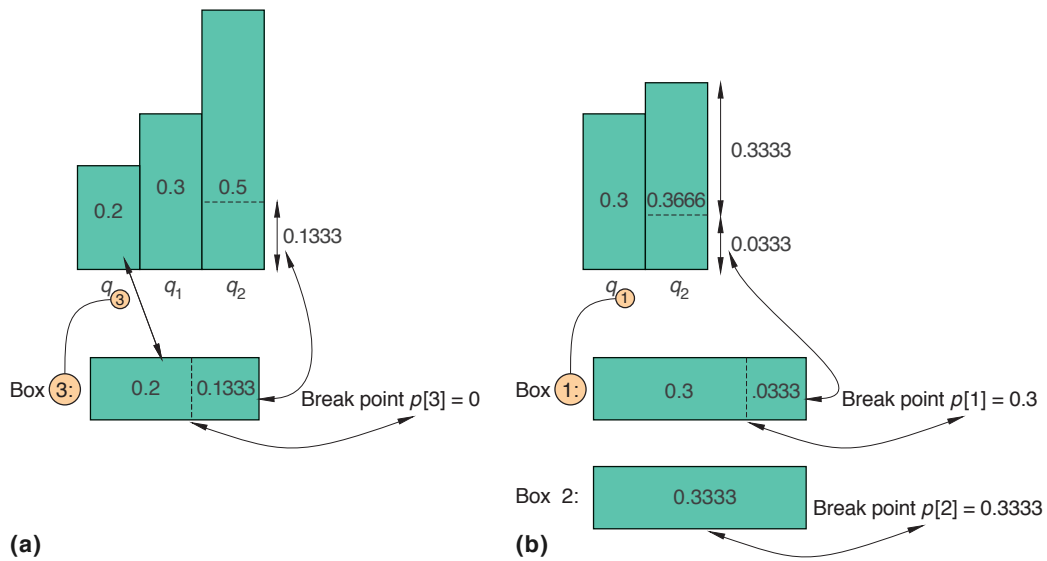 0.2
0.3
0.5
0.1333
q3
q1
q2
Box 3:
0.2
0.1333
Break point p[3] = 0
(a)
0.3
0.3666
0.3333
0.0333
q1
q2
Box 1:
0.3
.0333
Break point p[1] = 0.3
Box 2:
0.3333
Break point p[2] = 0.3333
(b)